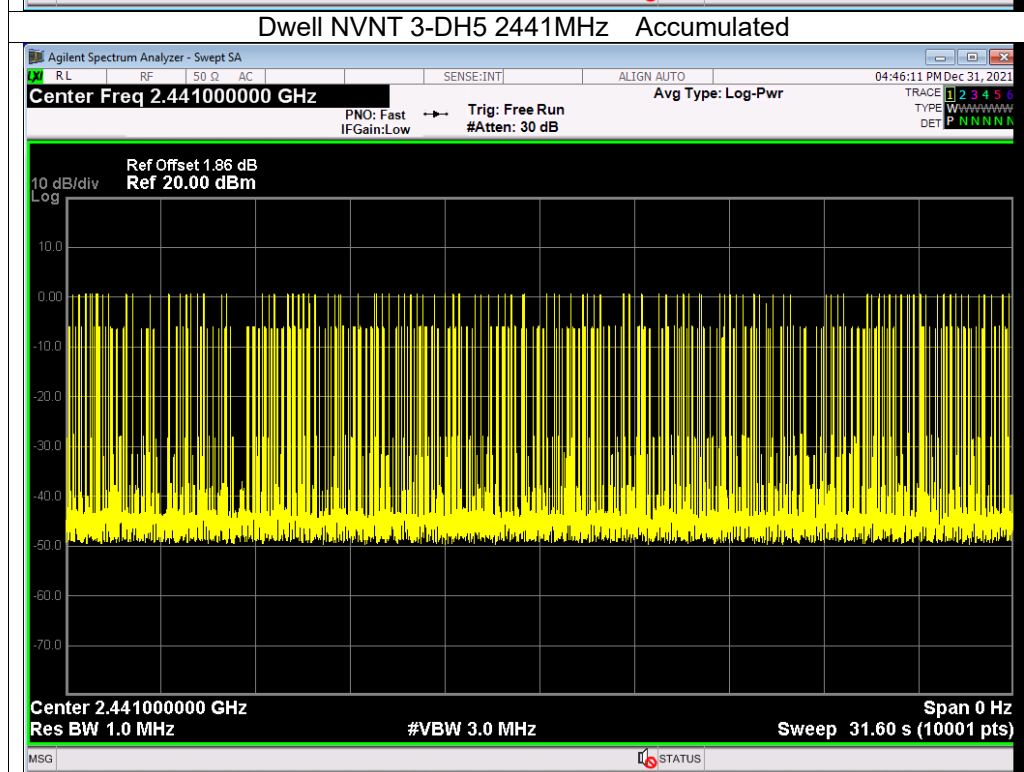 Dwell NVNT 3-DH5 2441MHz Accumulated
Agilent Spectrum Analyzer - Swept SA
LXI RL RF 50 Ω AC SENSE:INT ALIGN AUTO 04:46:11 PM Dec 31, 2021
Center Freq 2.441000000 GHz Avg Type: Log-Pwr TRACE 1 2 3 4 5 6
PNO: Fast Trig: Free Run TYPE WWWWWWW
IFGain:Low #Atten: 30 dB DET P N N N N N
Ref Offset 1.86 dB
10 dB/div Ref 20.00 dBm
Log
10.0
0.00
-10.0
-20.0
-30.0
-40.0
-50.0
-60.0
-70.0
Center 2.441000000 GHz Span 0 Hz
Res BW 1.0 MHz #VBW 3.0 MHz Sweep 31.60 s (10001 pts)
MSG STATUS